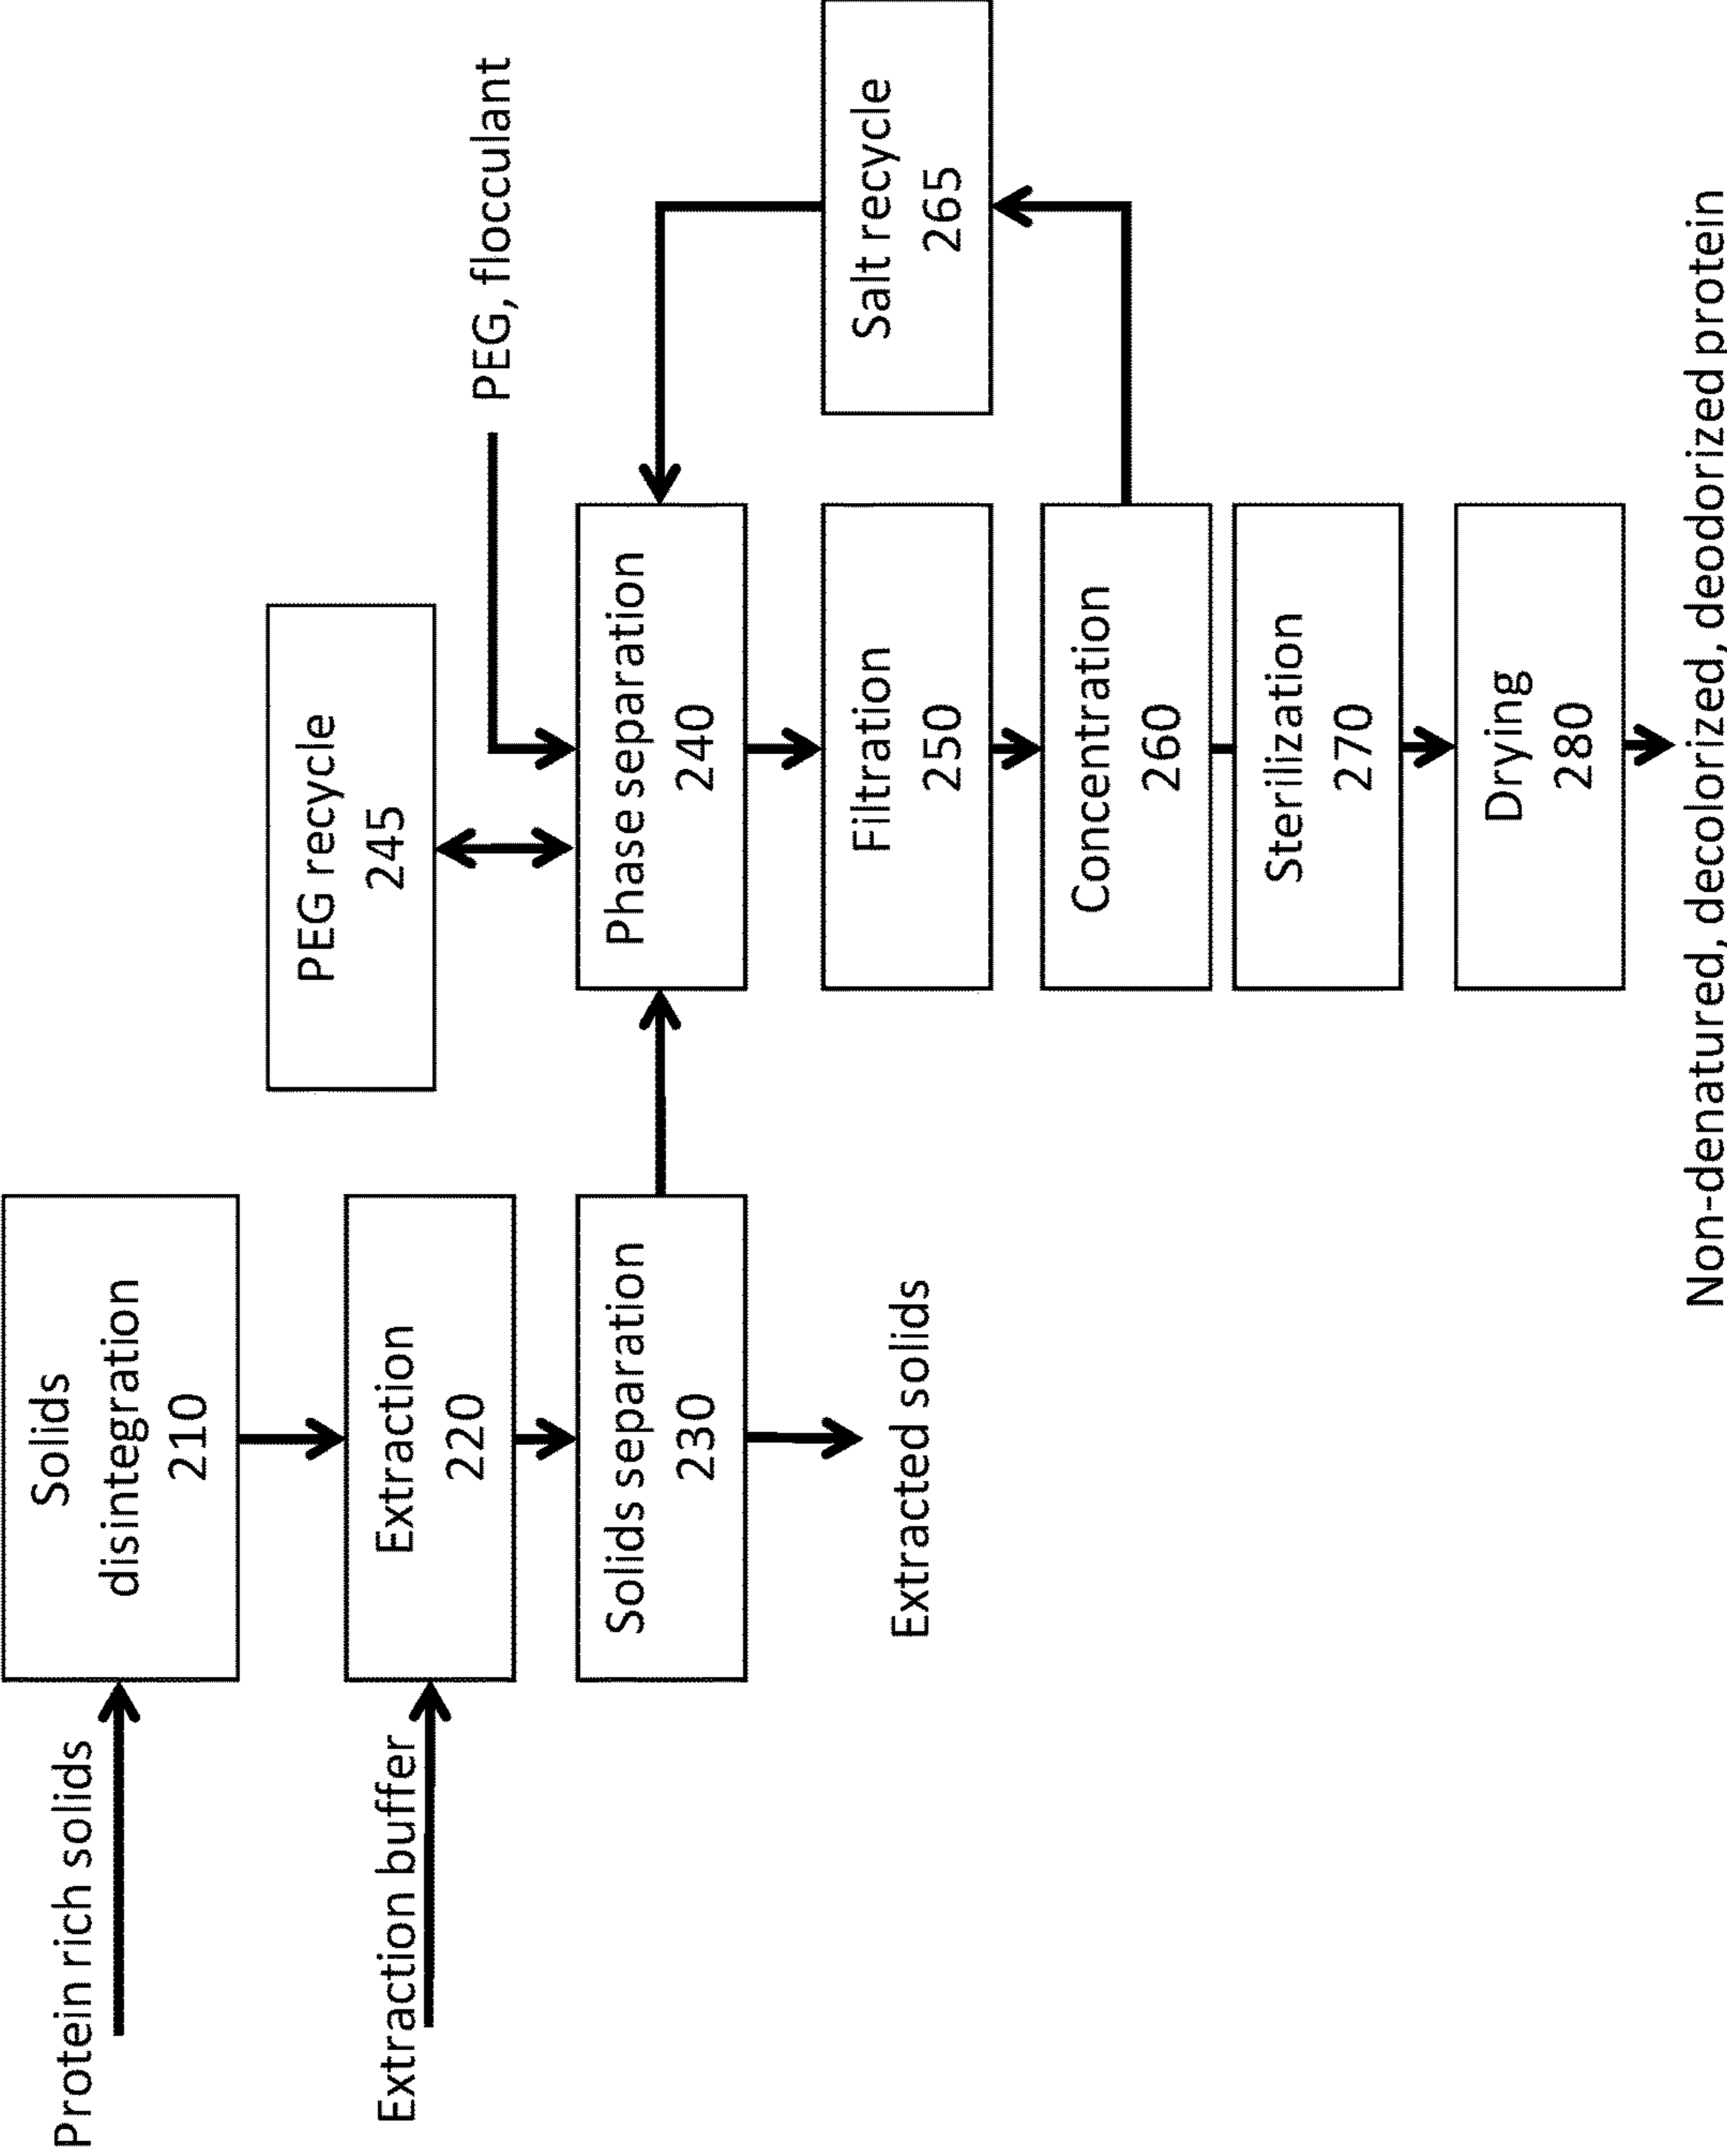 Protein rich solids
Solids
disintegration
210
Extraction buffer
Extraction
220
Solids separation
230
Extracted solids
PEG recycle
245
PEG, flocculant
Phase separation
240
Salt recycle
265
Filtration
250
Concentration
260
Sterilization
270
Drying
280
Non-denatured, decolorized, deodorized protein